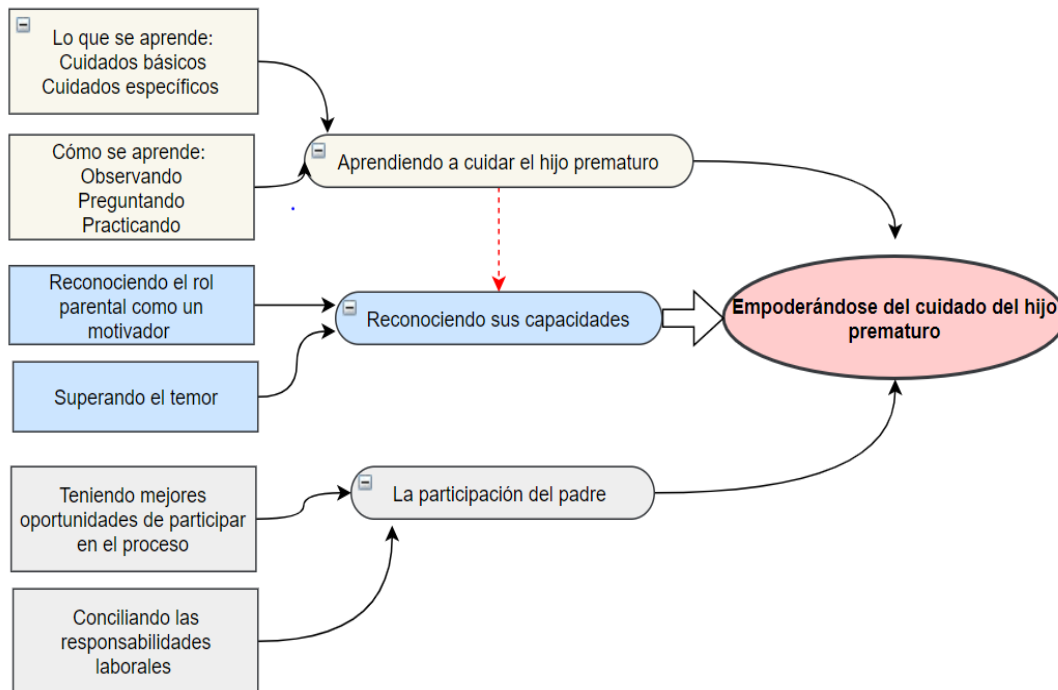 Lo que se aprende:
Cuidados básicos
Cuidados específicos
Cómo se aprende:
Observando
Preguntando
Practicando
Aprendiendo a cuidar el hijo prematuro
Reconociendo el rol
parental como un
motivador
Superando el temor
Reconociendo sus capacidades
Empoderándose del cuidado del hijo
prematuro
Teniendo mejores
oportunidades de participar
en el proceso
Conciliando las
responsabilidades
laborales
La participación del padre